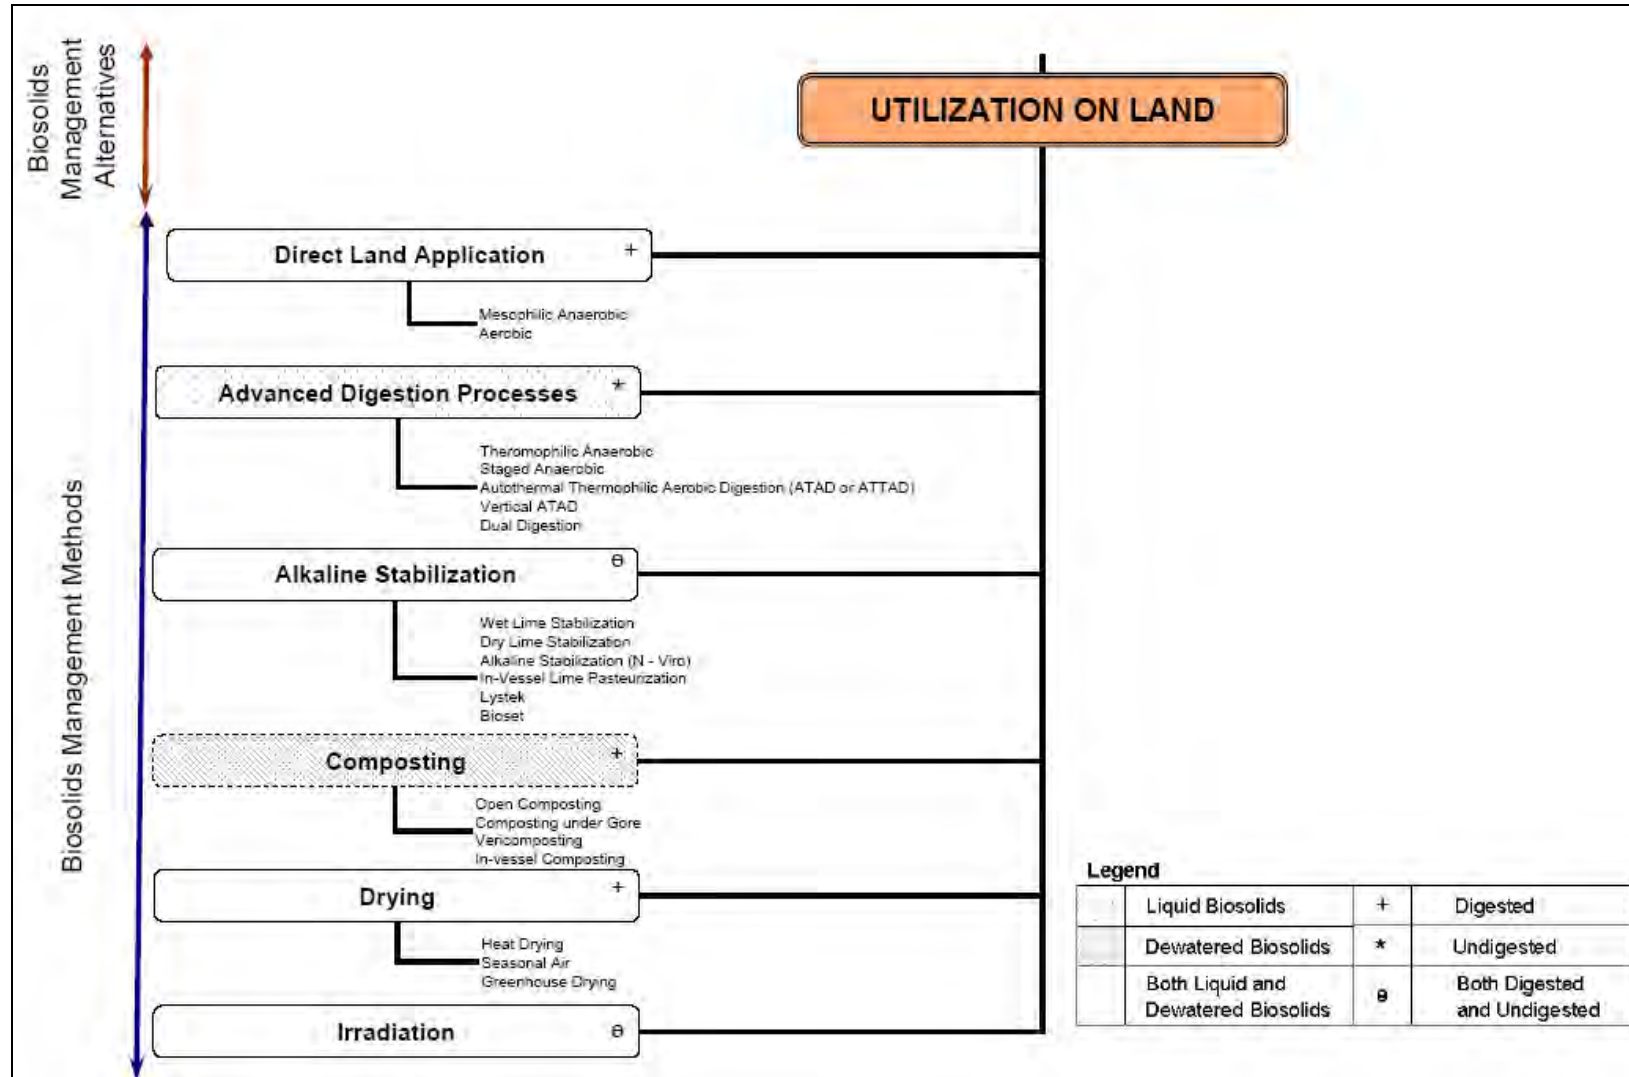 Biosolids
Management
Alternatives
UTILIZATION ON LAND
Biosolids Management Methods
Direct Land Application +
Mesophilic Anaerobic
Aerobic
Advanced Digestion Processes *
Theromophilic Anaerobic
Staged Anaerobic
Autothermal Thermophilic Aerobic Digestion (ATAD or ATTAD)
Vertical ATAD
Dual Digestion
Alkaline Stabilization ө
Wet Lime Stabilization
Dry Lime Stabilization
Alkaline Stabilization (N - Viro)
In-Vessel Lime Pasteurization
Lystek
Bioset
Composting +
Open Composting
Composting under Gore
Vericomposting
In-vessel Composting
Drying +
Heat Drying
Seasonal Air
Greenhouse Drying
Irradiation ө
Legend
Liquid Biosolids + Digested
Dewatered Biosolids * Undigested
Both Liquid and
Dewatered Biosolids ө Both Digested
and Undigested